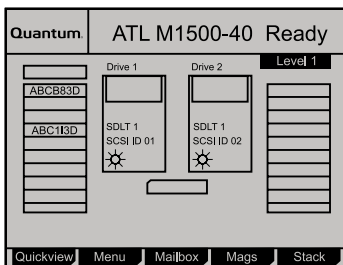 Quantum. ATL M1500-40 Ready
Level 1
Drive 1 Drive 2
ABCB83D
ABC1I3D
SDLT 1 SDLT 1
SCSI ID 01 SCSI ID 02
Quickview Menu Mailbox Mags Stack